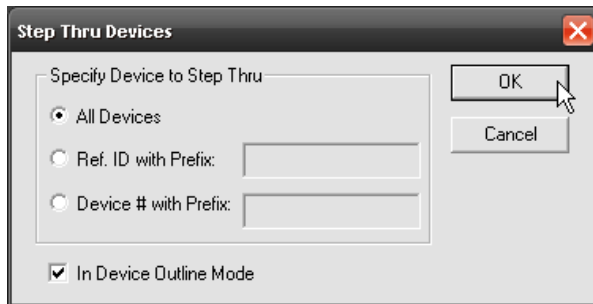 Step Thru Devices
Specify Device to Step Thru
All Devices
Ref. ID with Prefix:
Device # with Prefix:
In Device Outline Mode
OK
Cancel